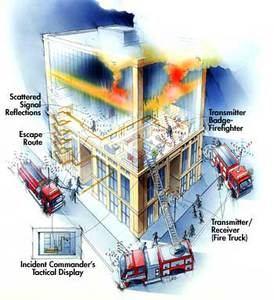 Scattered
Signal
Reflections
Transmitter
Badge-
Firefighter
Escape
Route
Transmitter/
Receiver
(Fire Truck)
Incident Commander's
Tactical Display